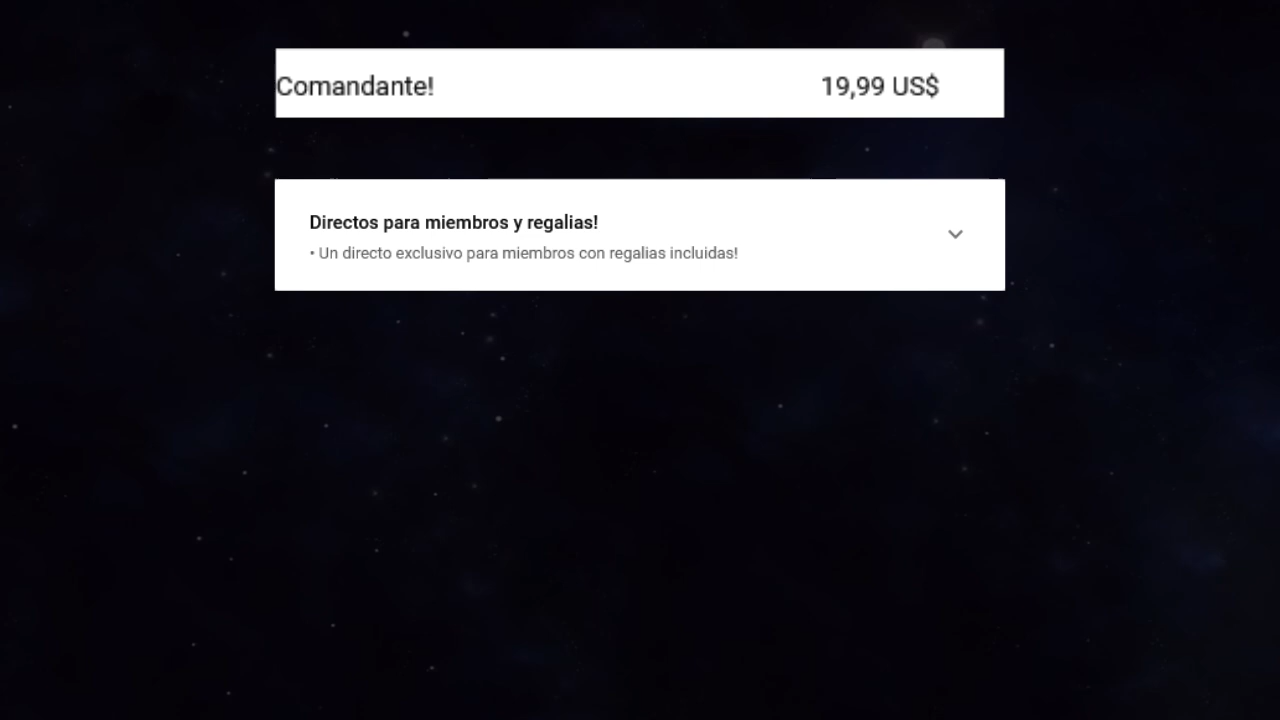 Comandante! 19,99 US$
Directos para miembros y regalias!
• Un directo exclusivo para miembros con regalias incluidas!